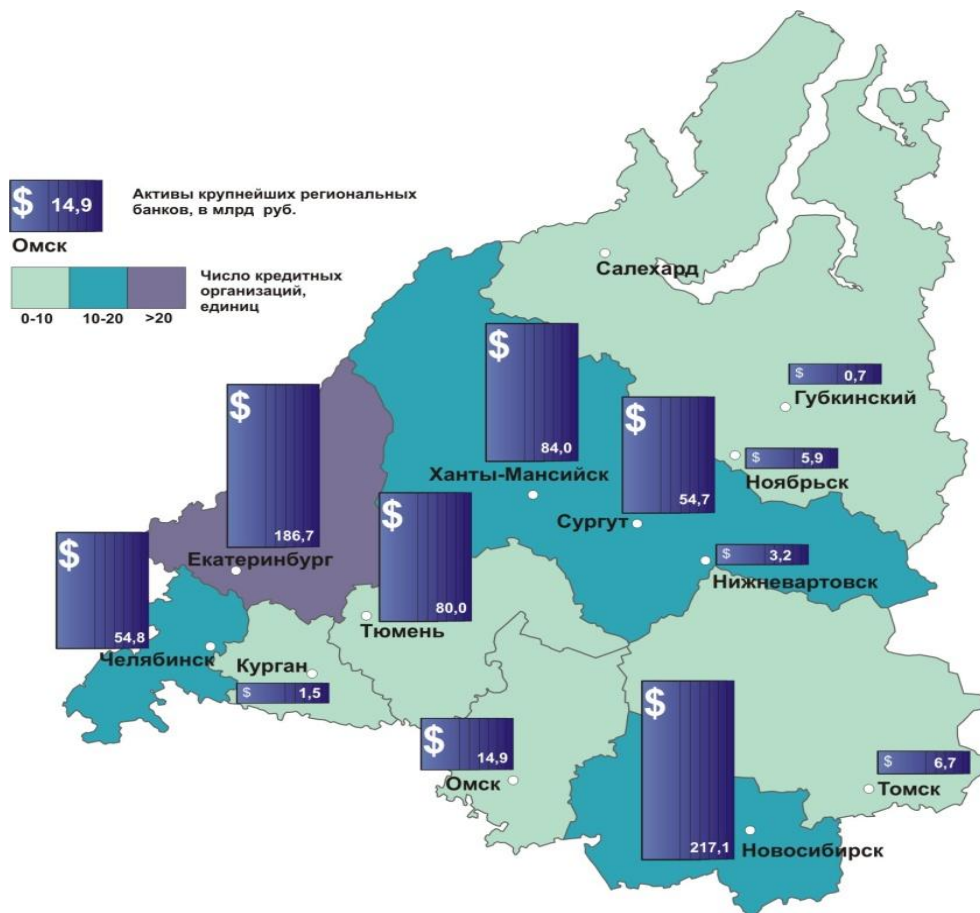 $ 14,9
Омск
Активы крупнейших региональных
банков, в млрд руб.
Число кредитных
организаций,
единиц
0-10 10-20 >20
Салехард
$ 0,7
Губкинский
$ 84,0
Ханты-Мансийск
$ 54,7
Сургут
$ 5,9
Ноябрьск
$ 186,7
Екатеринбург
$ 80,0
Тюмень
$ 3,2
Нижневартовск
$ 54,8
Челябинск
Курган
$ 1,5
$ 14,9
Омск
$ 217,1
Новосибирск
$ 6,7
Томск